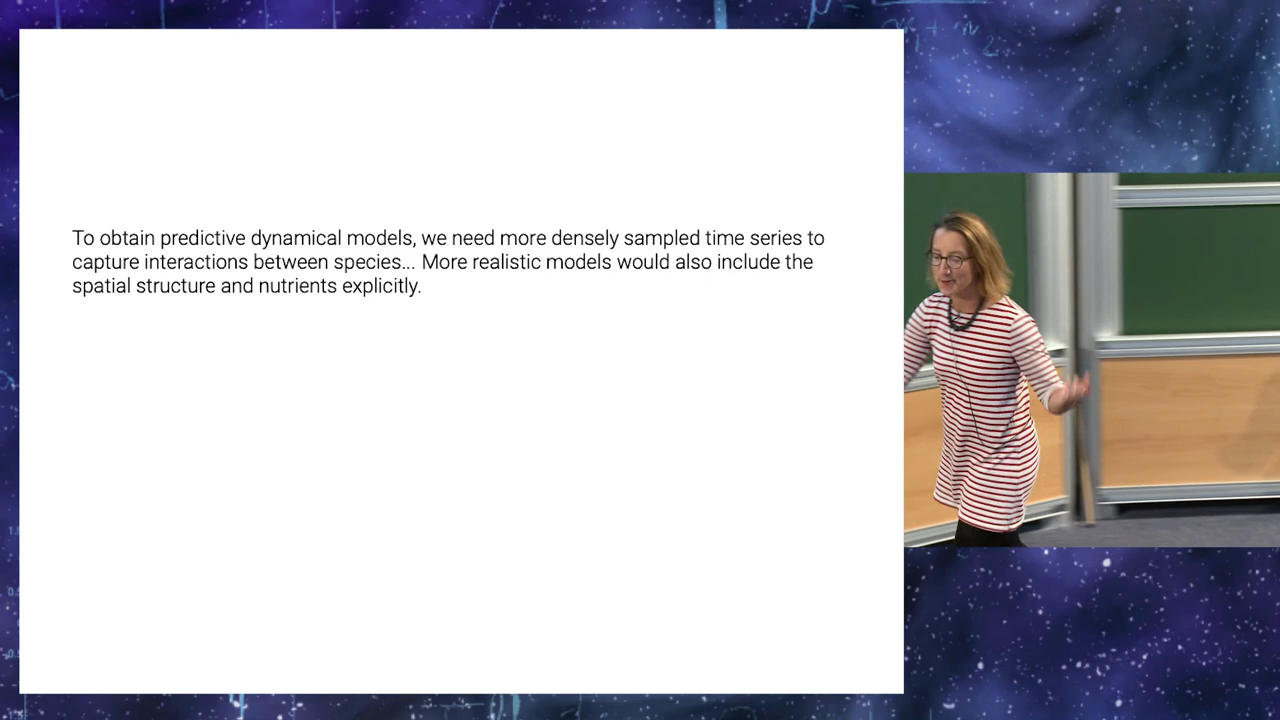 To obtain predictive dynamical models, we need more densely sampled time series to
capture interactions between species... More realistic models would also include the
spatial structure and nutrients explicitly.